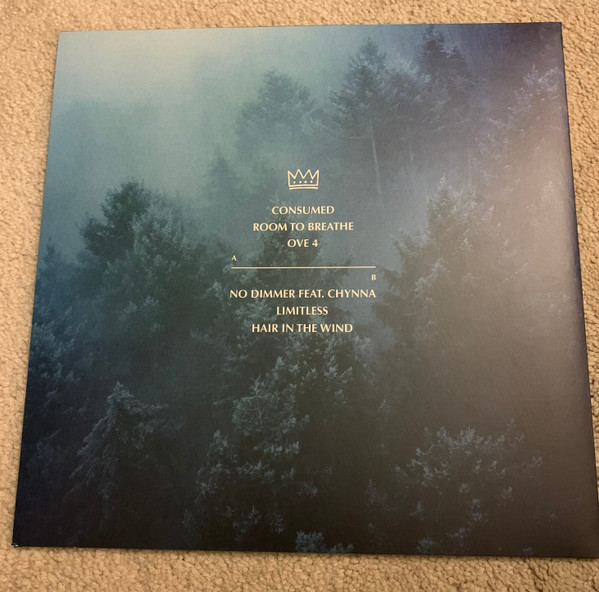 CONSUMED
ROOM TO BREATHE
OVE 4
A
B
NO DIMMER FEAT. CHYNNA
LIMITLESS
HAIR IN THE WIND